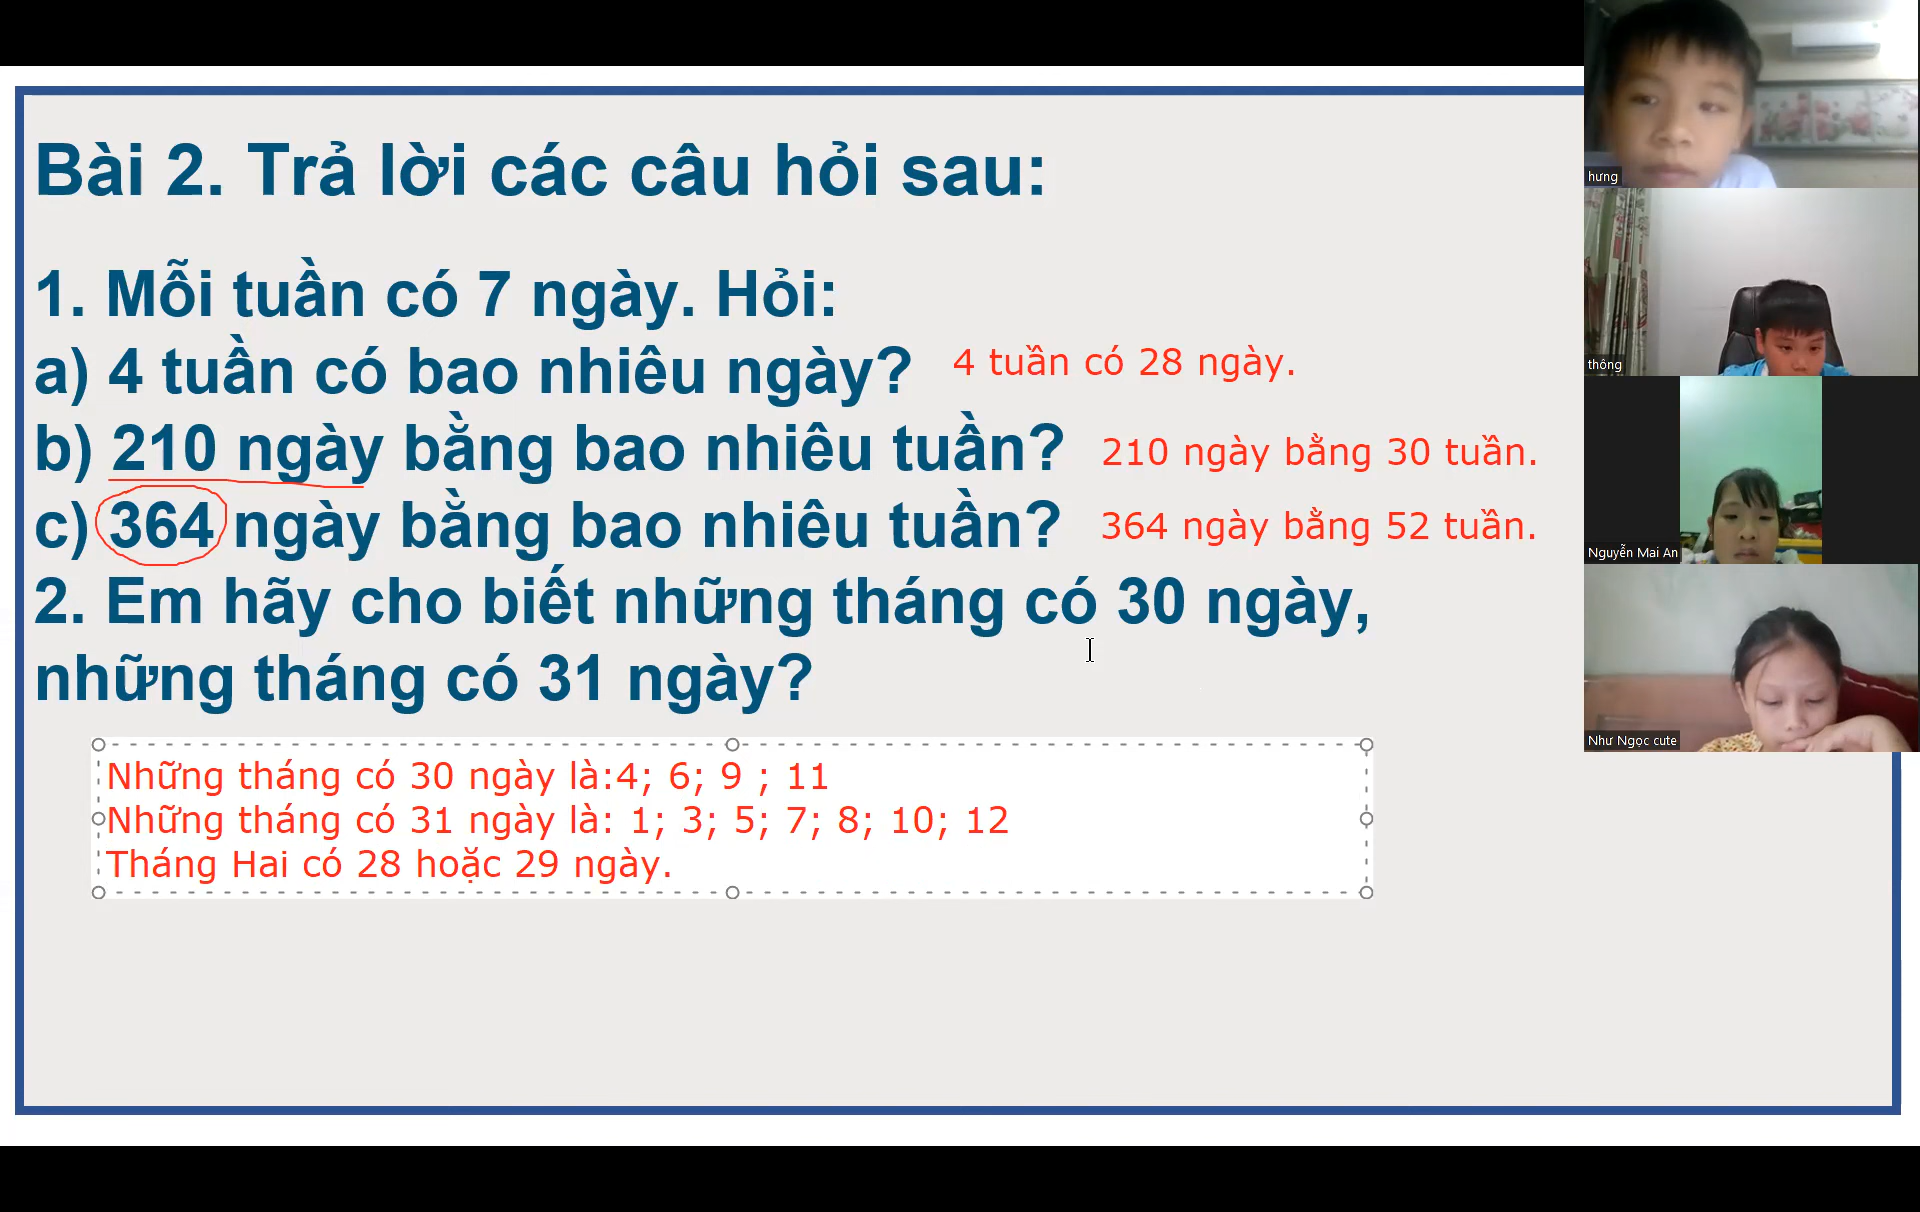 Bài 2. Trả lời các câu hỏi sau:
1. Mỗi tuần có 7 ngày. Hỏi:
a) 4 tuần có bao nhiêu ngày? 4 tuần có 28 ngày.
b) 210 ngày bằng bao nhiêu tuần? 210 ngày bằng 30 tuần.
c) 364 ngày bằng bao nhiêu tuần? 364 ngày bằng 52 tuần.
2. Em hãy cho biết những tháng có 30 ngày,
những tháng có 31 ngày?
Những tháng có 30 ngày là:4; 6; 9 ; 11
Những tháng có 31 ngày là: 1; 3; 5; 7; 8; 10; 12
Tháng Hai có 28 hoặc 29 ngày.
hưng
thông
Nguyễn Mai An
Như Ngọc cute